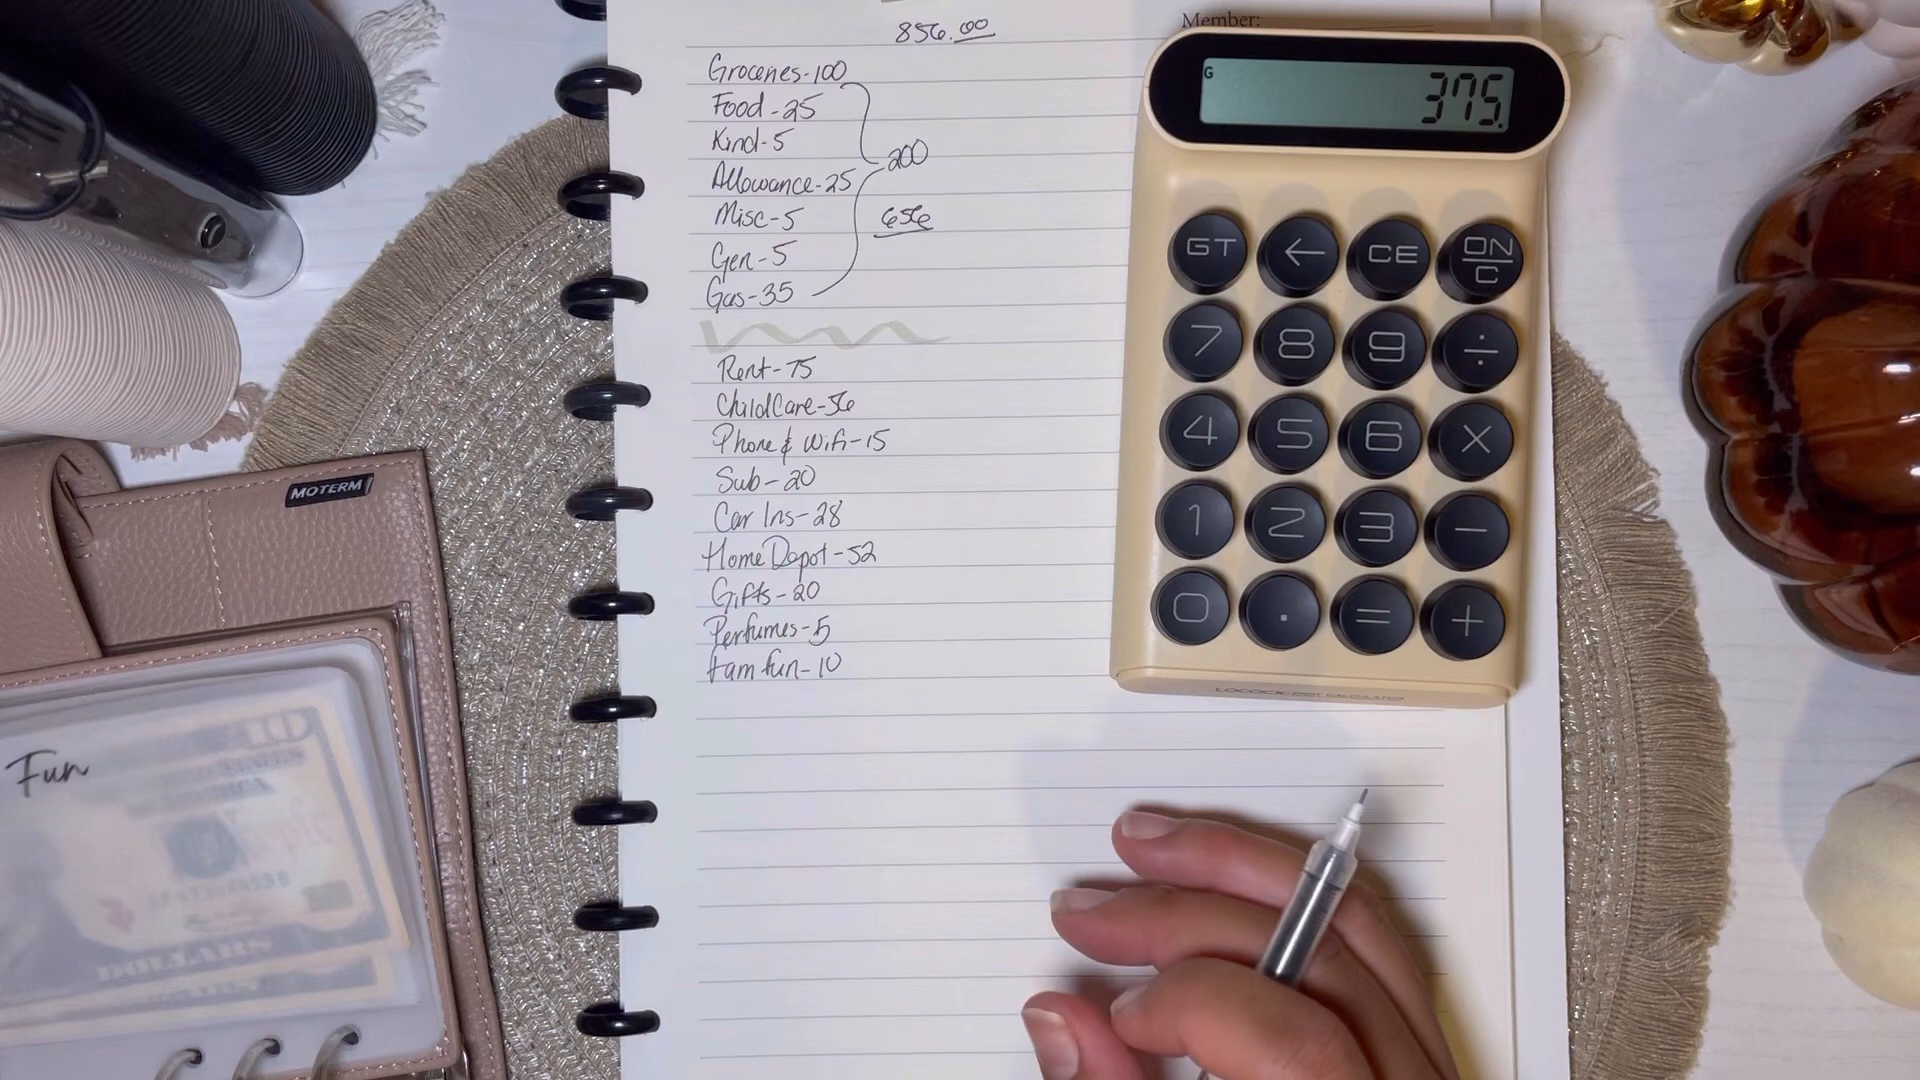 856.00
Member:
Groceries-100
Food-25
Kind-5
Allowance-25
Misc-5
Gen-5
Gas-35
200
656
Rent-75
ChildCare-56
Phone & Wifi-15
Sub-20
Car Ins-28
Home Depot-52
Gifts-20
Perfumes-5
Fam fun-10
G 375.
GT ← CE ON/C
7 8 9 ÷
4 5 6 X
1 2 3 -
0 . = +
MOTERM
Fun